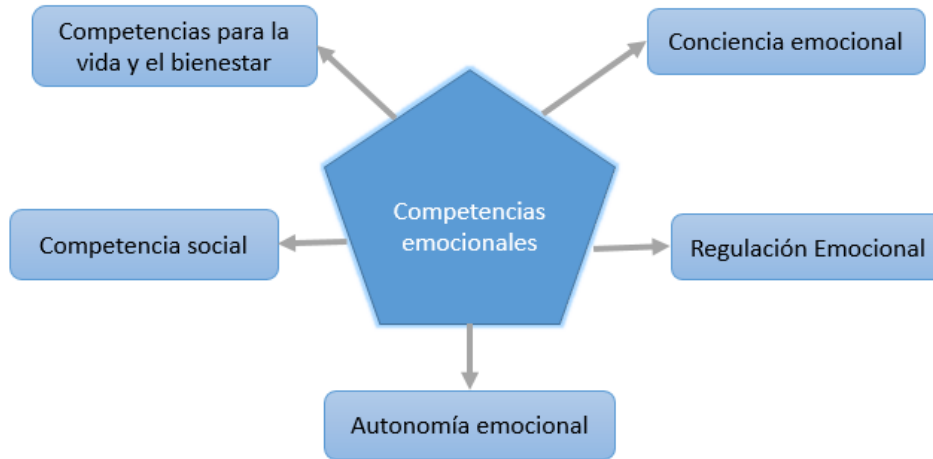 Competencias para la
vida y el bienestar
Conciencia emocional
Competencias
emocionales
Competencia social
Regulación Emocional
Autonomía emocional